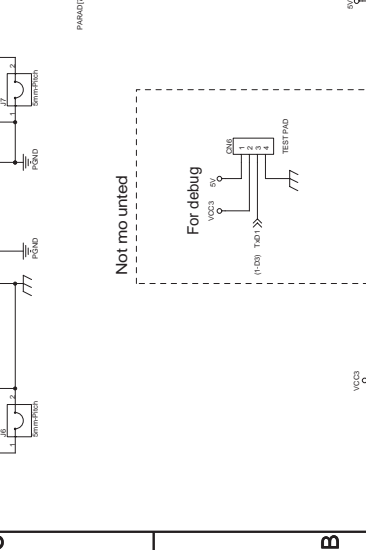 PARAD[
5V
J7
2
1
5mm-Pitch
PGND
PGND
J6
2
1
5mm-Pitch
Not mo unted
For debug
CN6
1
2
3
4
TEST PAD
5V
VCC3
TxD1
(1-D3)
VCC3
B